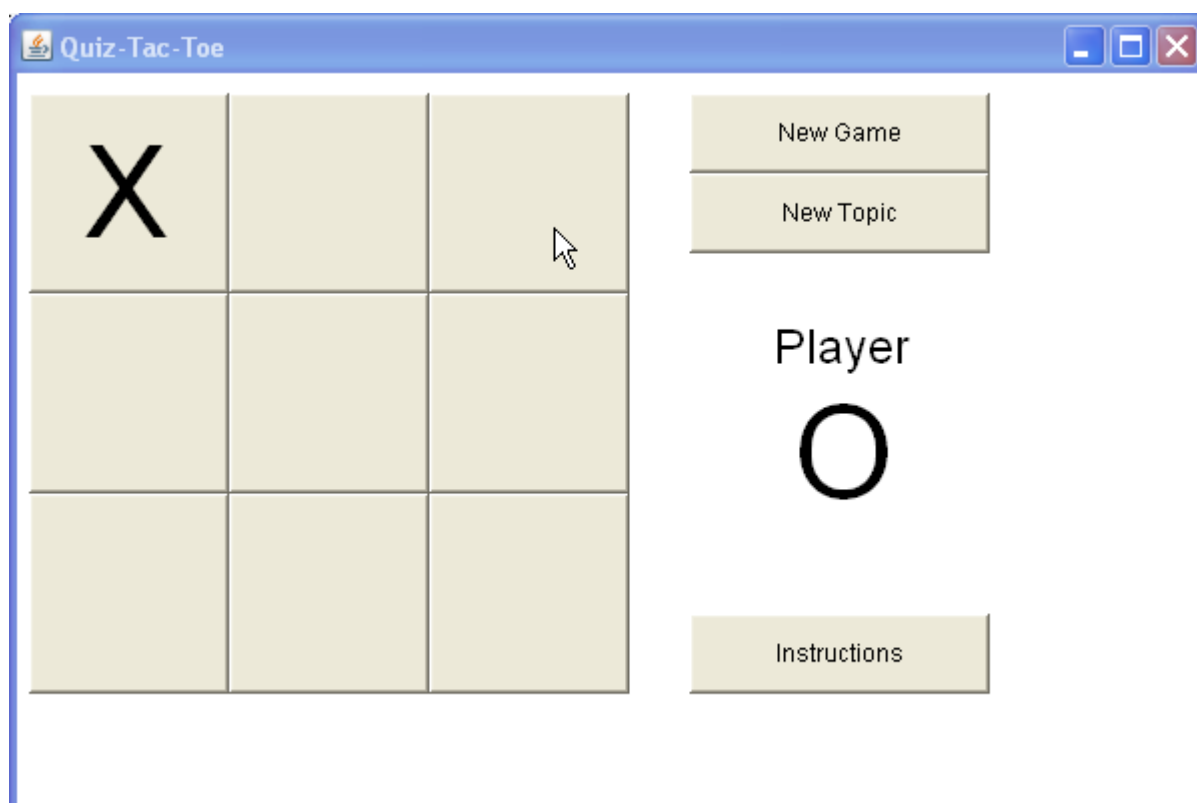 Quiz-Tac-Toe
X
New Game
New Topic
Player
O
Instructions